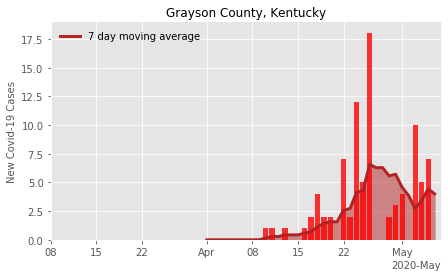 Grayson County, Kentucky
7 day moving average
New Covid-19 Cases
17.5
15.0
12.5
10.0
7.5
5.0
2.5
0.0
08 15 22 Apr 08 15 22 May
2020-May